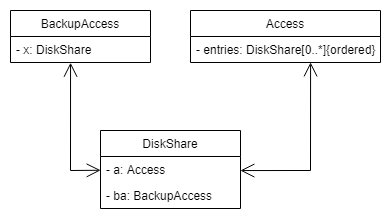 BackupAccess
- x: DiskShare
Access
- entries: DiskShare[0..*]{ordered}
DiskShare
- a: Access
- ba: BackupAccess